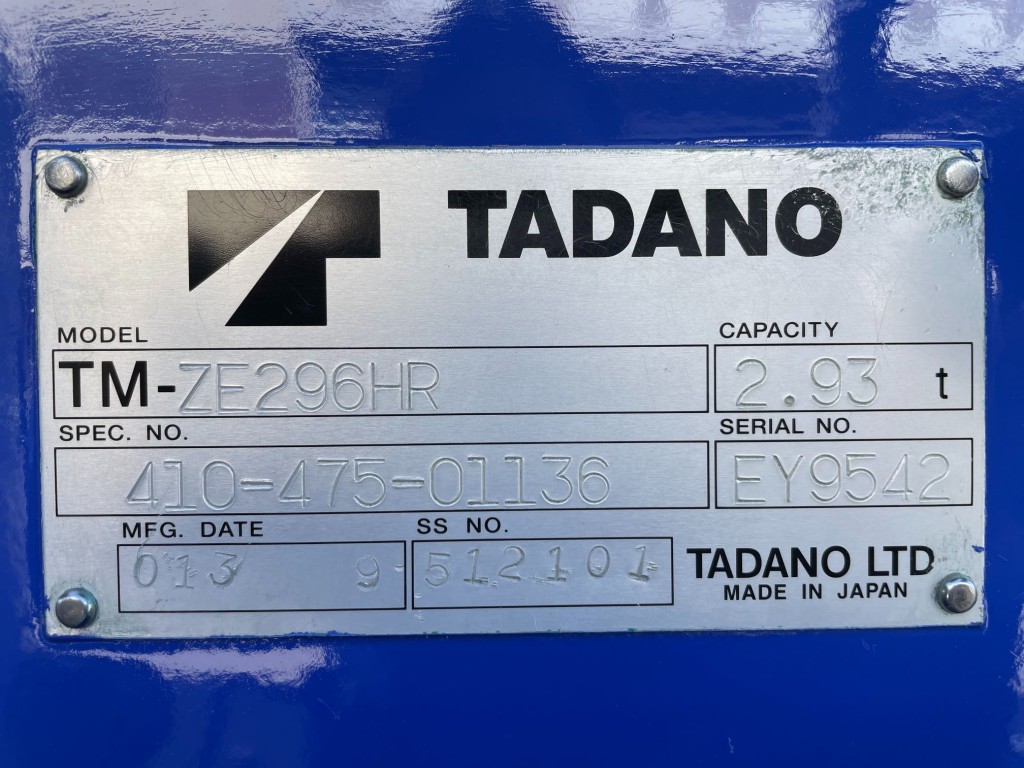 TADANO
MODEL
TM-ZE296HR
CAPACITY
2.93 t
SPEC. NO.
410-475-01136
SERIAL NO.
EY9542
MFG. DATE
013 9
SS NO.
512101
TADANO LTD.
MADE IN JAPAN